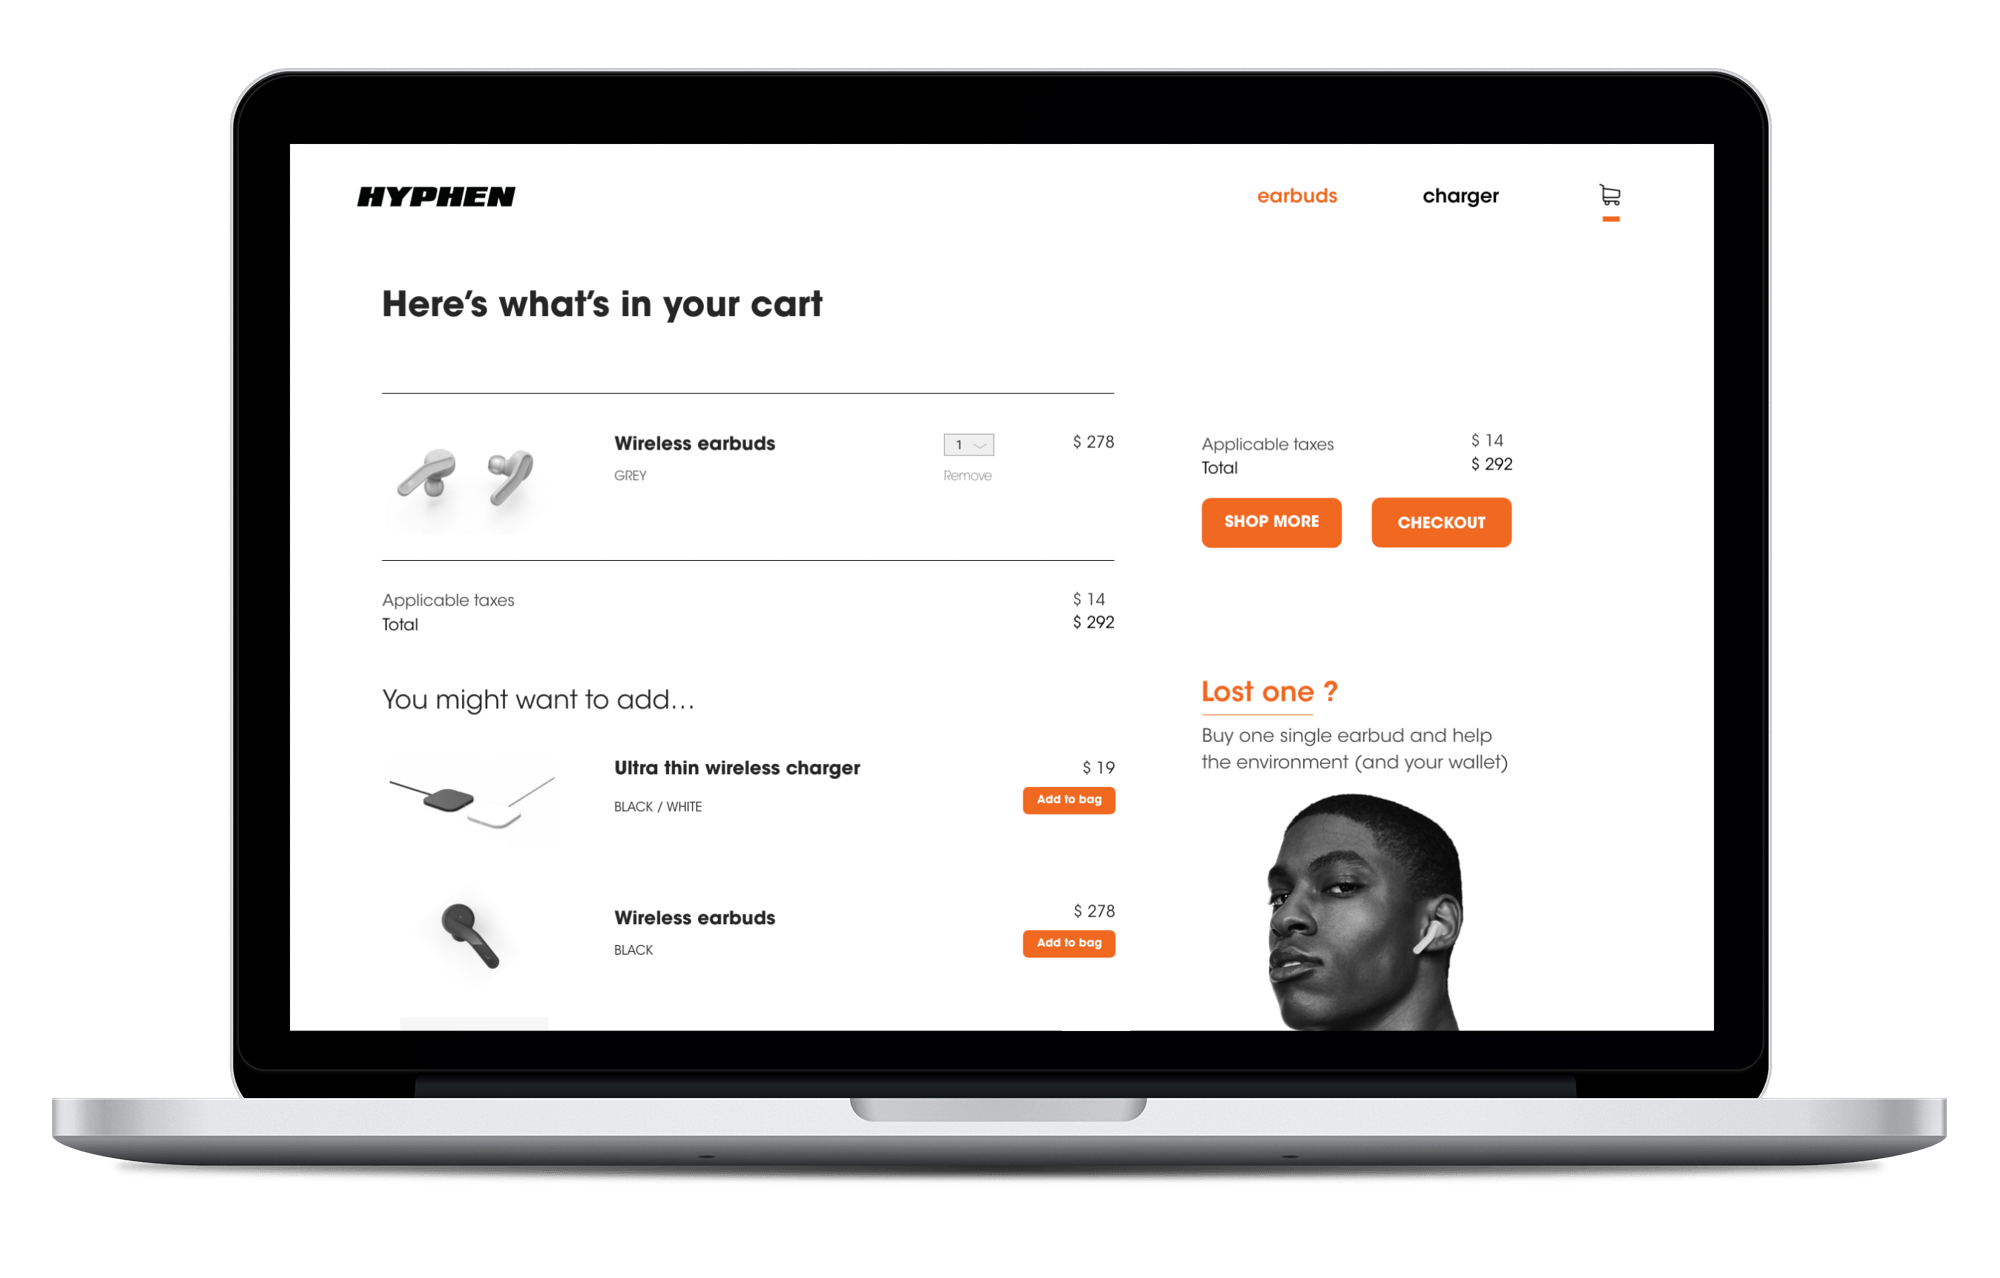 HYPHEN
earbuds
charger
Here's what's in your cart
Wireless earbuds
GREY
1
Remove
$ 278
Applicable taxes $ 14
Total $ 292
SHOP MORE
CHECKOUT
Applicable taxes $ 14
Total $ 292
You might want to add...
Ultra thin wireless charger
BLACK / WHITE
$ 19
Add to bag
Wireless earbuds
BLACK
$ 278
Add to bag
Lost one ?
Buy one single earbud and help
the environment (and your wallet)